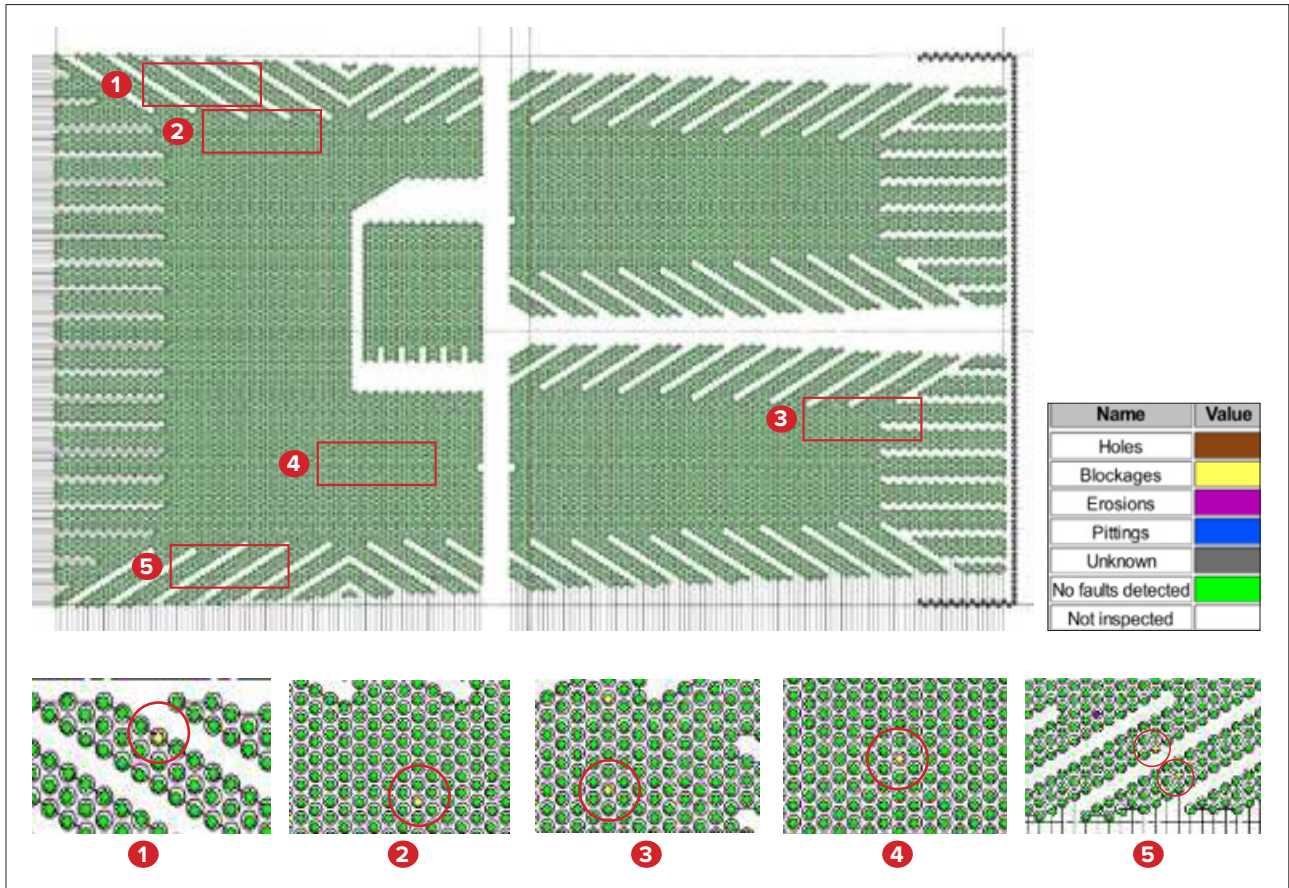 1
2
3
4
5
Name Value
Holes
Blockages
Erosions
Pittings
Unknown
No faults detected
Not inspected
1 2 3 4 5